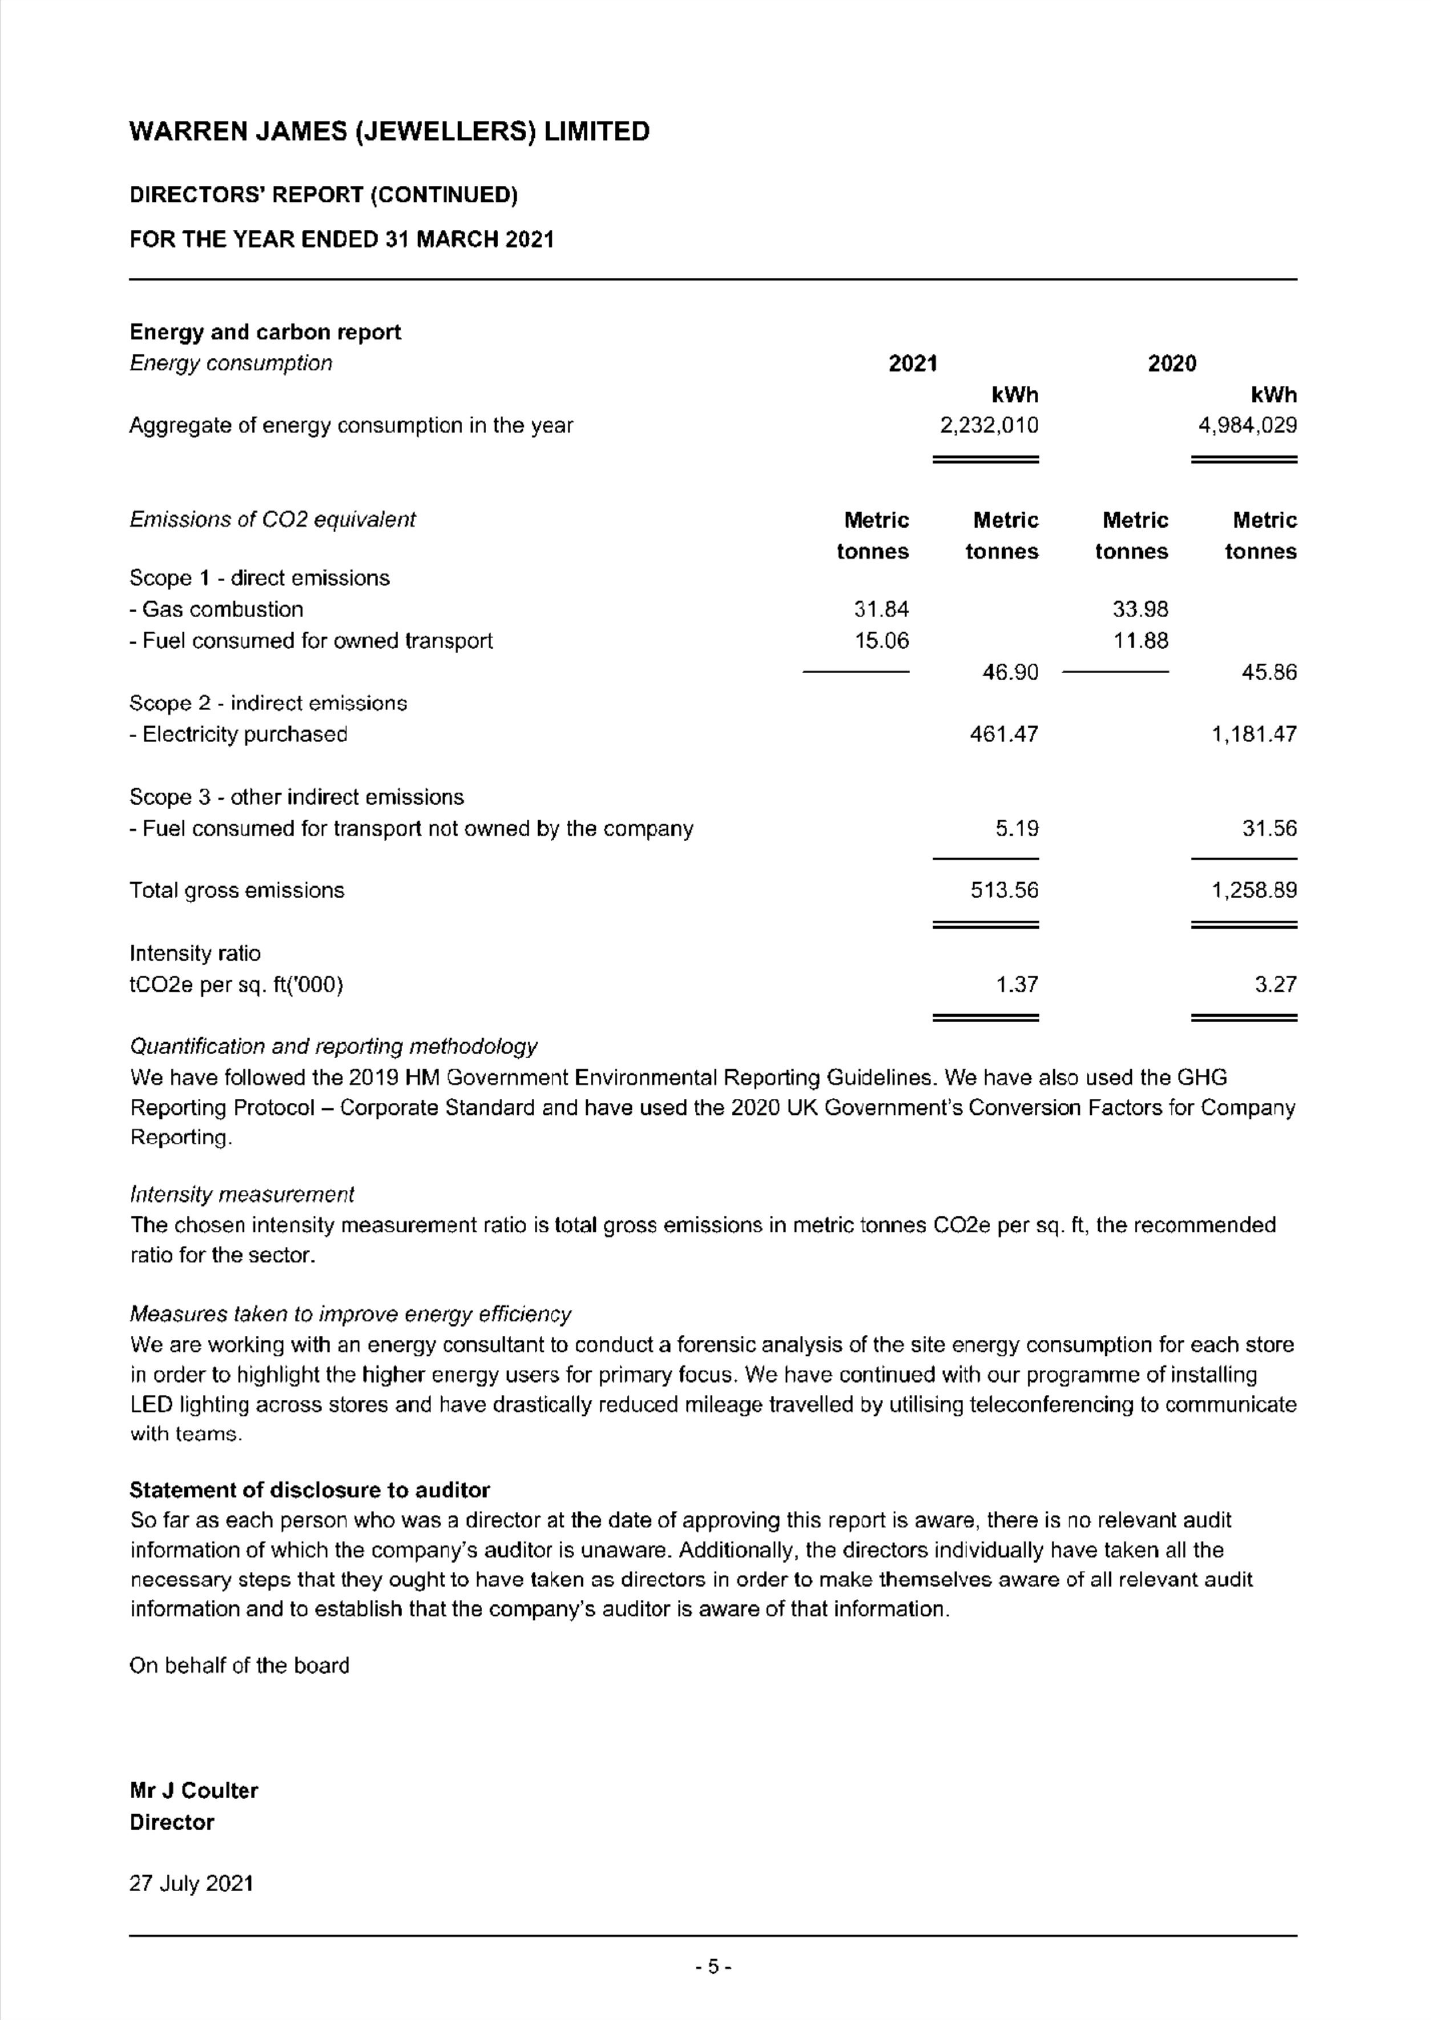 WARREN JAMES (JEWELLERS) LIMITED
DIRECTORS' REPORT (CONTINUED)
FOR THE YEAR ENDED 31 MARCH 2021
Energy and carbon report
Energy consumption 2021 2020
kWh kWh
Aggregate of energy consumption in the year 2,232,010 4,984,029
Emissions of CO2 equivalent Metric Metric Metric Metric
tonnes tonnes tonnes tonnes
Scope 1 - direct emissions
- Gas combustion 31.84 33.98
- Fuel consumed for owned transport 15.06 11.88
46.90 45.86
Scope 2 - indirect emissions
- Electricity purchased 461.47 1,181.47
Scope 3 - other indirect emissions
- Fuel consumed for transport not owned by the company 5.19 31.56
Total gross emissions 513.56 1,258.89
Intensity ratio
tCO2e per sq. ft('000) 1.37 3.27
Quantification and reporting methodology
We have followed the 2019 HM Government Environmental Reporting Guidelines. We have also used the GHG
Reporting Protocol – Corporate Standard and have used the 2020 UK Government's Conversion Factors for Company
Reporting.
Intensity measurement
The chosen intensity measurement ratio is total gross emissions in metric tonnes CO2e per sq. ft, the recommended
ratio for the sector.
Measures taken to improve energy efficiency
We are working with an energy consultant to conduct a forensic analysis of the site energy consumption for each store
in order to highlight the higher energy users for primary focus. We have continued with our programme of installing
LED lighting across stores and have drastically reduced mileage travelled by utilising teleconferencing to communicate
with teams.
Statement of disclosure to auditor
So far as each person who was a director at the date of approving this report is aware, there is no relevant audit
information of which the company's auditor is unaware. Additionally, the directors individually have taken all the
necessary steps that they ought to have taken as directors in order to make themselves aware of all relevant audit
information and to establish that the company's auditor is aware of that information.
On behalf of the board
Mr J Coulter
Director
27 July 2021
- 5 -